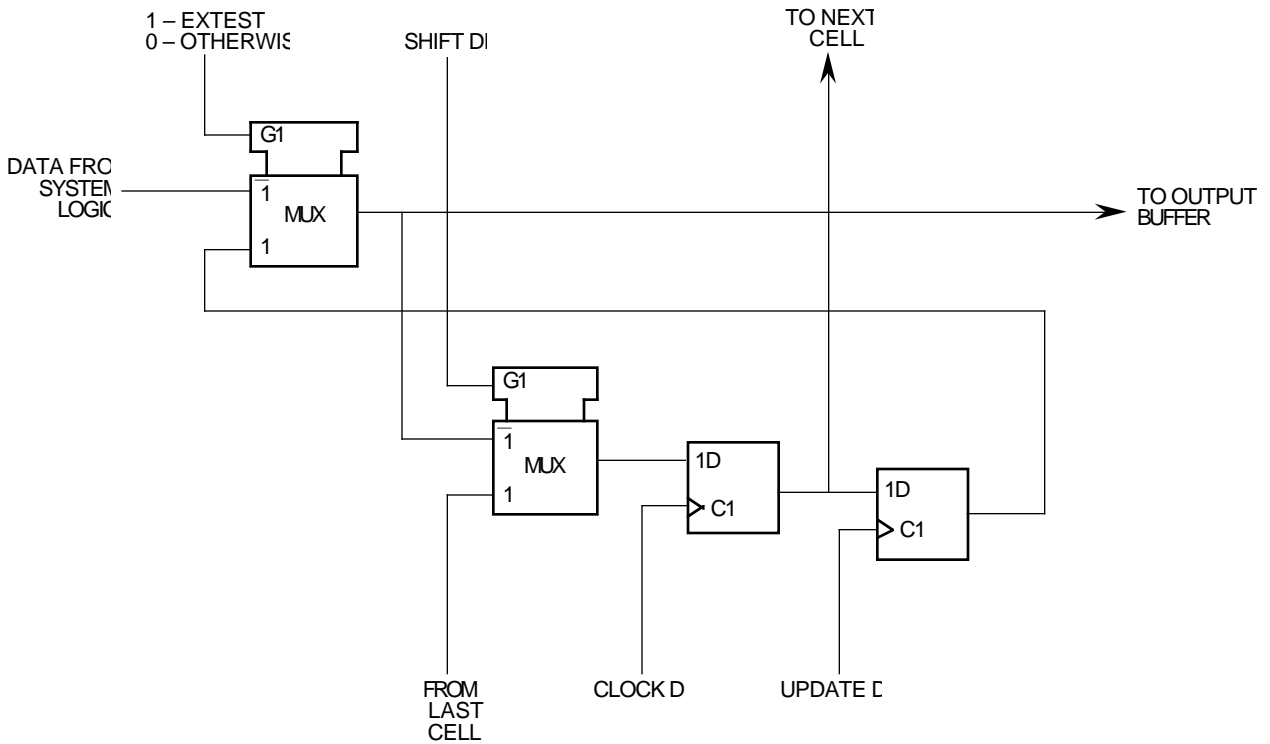 1 – EXTEST
0 – OTHERWIS
SHIFT D
TO NEXT
CELL
G1
DATA FRO
SYSTEM
LOGIC
1
MUX
1
TO OUTPUT
BUFFER
G1
1
MUX
1
1D
C1
1D
C1
FROM
LAST
CELL
CLOCK D
UPDATE D